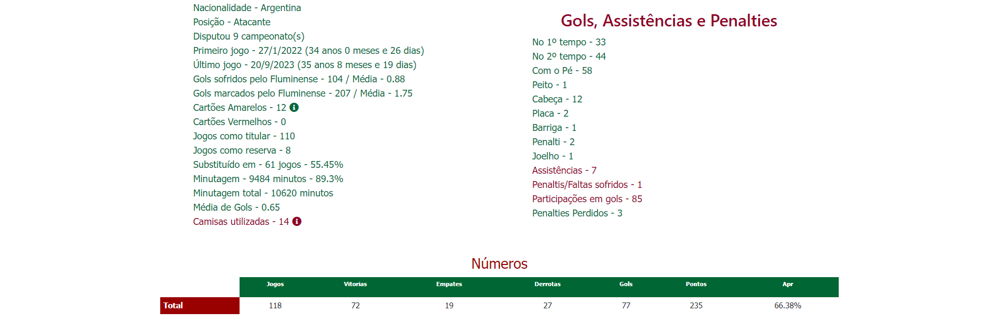 Nacionalidade - Argentina
Posição - Atacante
Disputou 9 campeonato(s)
Primeiro jogo - 27/1/2022 (34 anos 0 meses e 26 dias)
Último jogo - 20/9/2023 (35 anos 8 meses e 19 dias)
Gols sofridos pelo Fluminense - 104 / Média - 0.88
Gols marcados pelo Fluminense - 207 / Média - 1.75
Cartões Amarelos - 12
Cartões Vermelhos - 0
Jogos como titular - 110
Jogos como reserva - 8
Substituído em - 61 jogos - 55.45%
Minutagem - 9484 minutos - 89.3%
Minutagem total - 10620 minutos
Média de Gols - 0.65
Camisas utilizadas - 14
Gols, Assistências e Penalties
No 1º tempo - 33
No 2º tempo - 44
Com o Pé - 58
Peito - 1
Cabeça - 12
Placa - 2
Barriga - 1
Penalti - 2
Joelho - 1
Assistências - 7
Penaltis/Faltas sofridos - 1
Participações em gols - 85
Penalties Perdidos - 3
Números
Jogos Vitorias Empates Derrotas Gols Pontos Apr
Total 118 72 19 27 77 235 66.38%